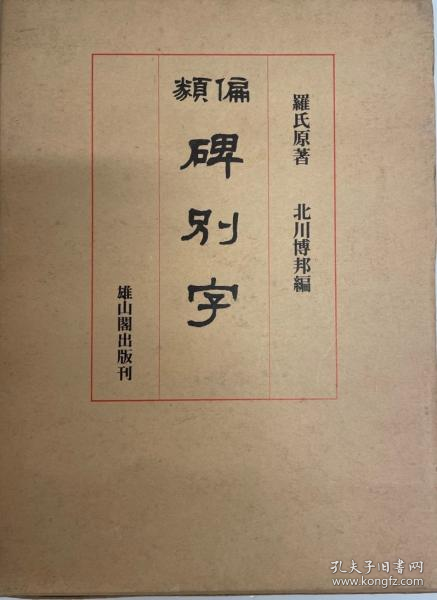 羅氏原著 北川博邦編
偏類
碑別字
雄山閣出版刊
孔夫子旧书网
www.kongfz.com